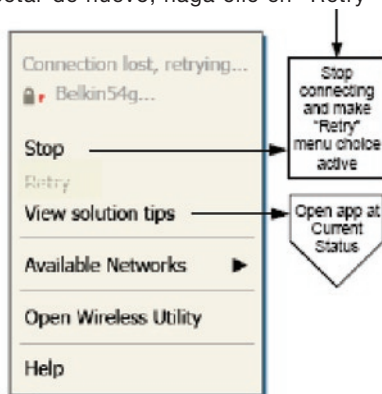 etar de nuevo, haga clic en "Retry"
Connection lost, retrying...
Belkin54g...
Stop
Retry
View solution tips
Available Networks
Open Wireless Utility
Help
Stop
connecting
and make
"Retry"
menu choice
active
Open app at
Current
Status